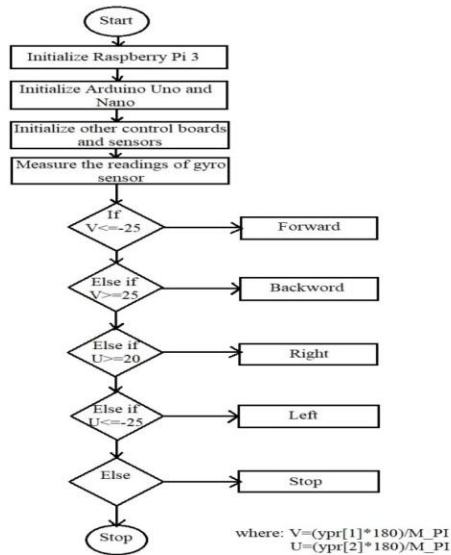 Start
Initialize Raspberry Pi 3
Initialize Arduino Uno and
Nano
Initialize other control boards
and sensors
Measure the readings of gyro
sensor
If
V<=-25
Forward
Else if
V>=25
Backword
Else if
U>=20
Right
Else if
U<=-25
Left
Else
Stop
Stop
where: V=(ypr[1]*180)/M_PI
U=(ypr[2]*180)/M_PI